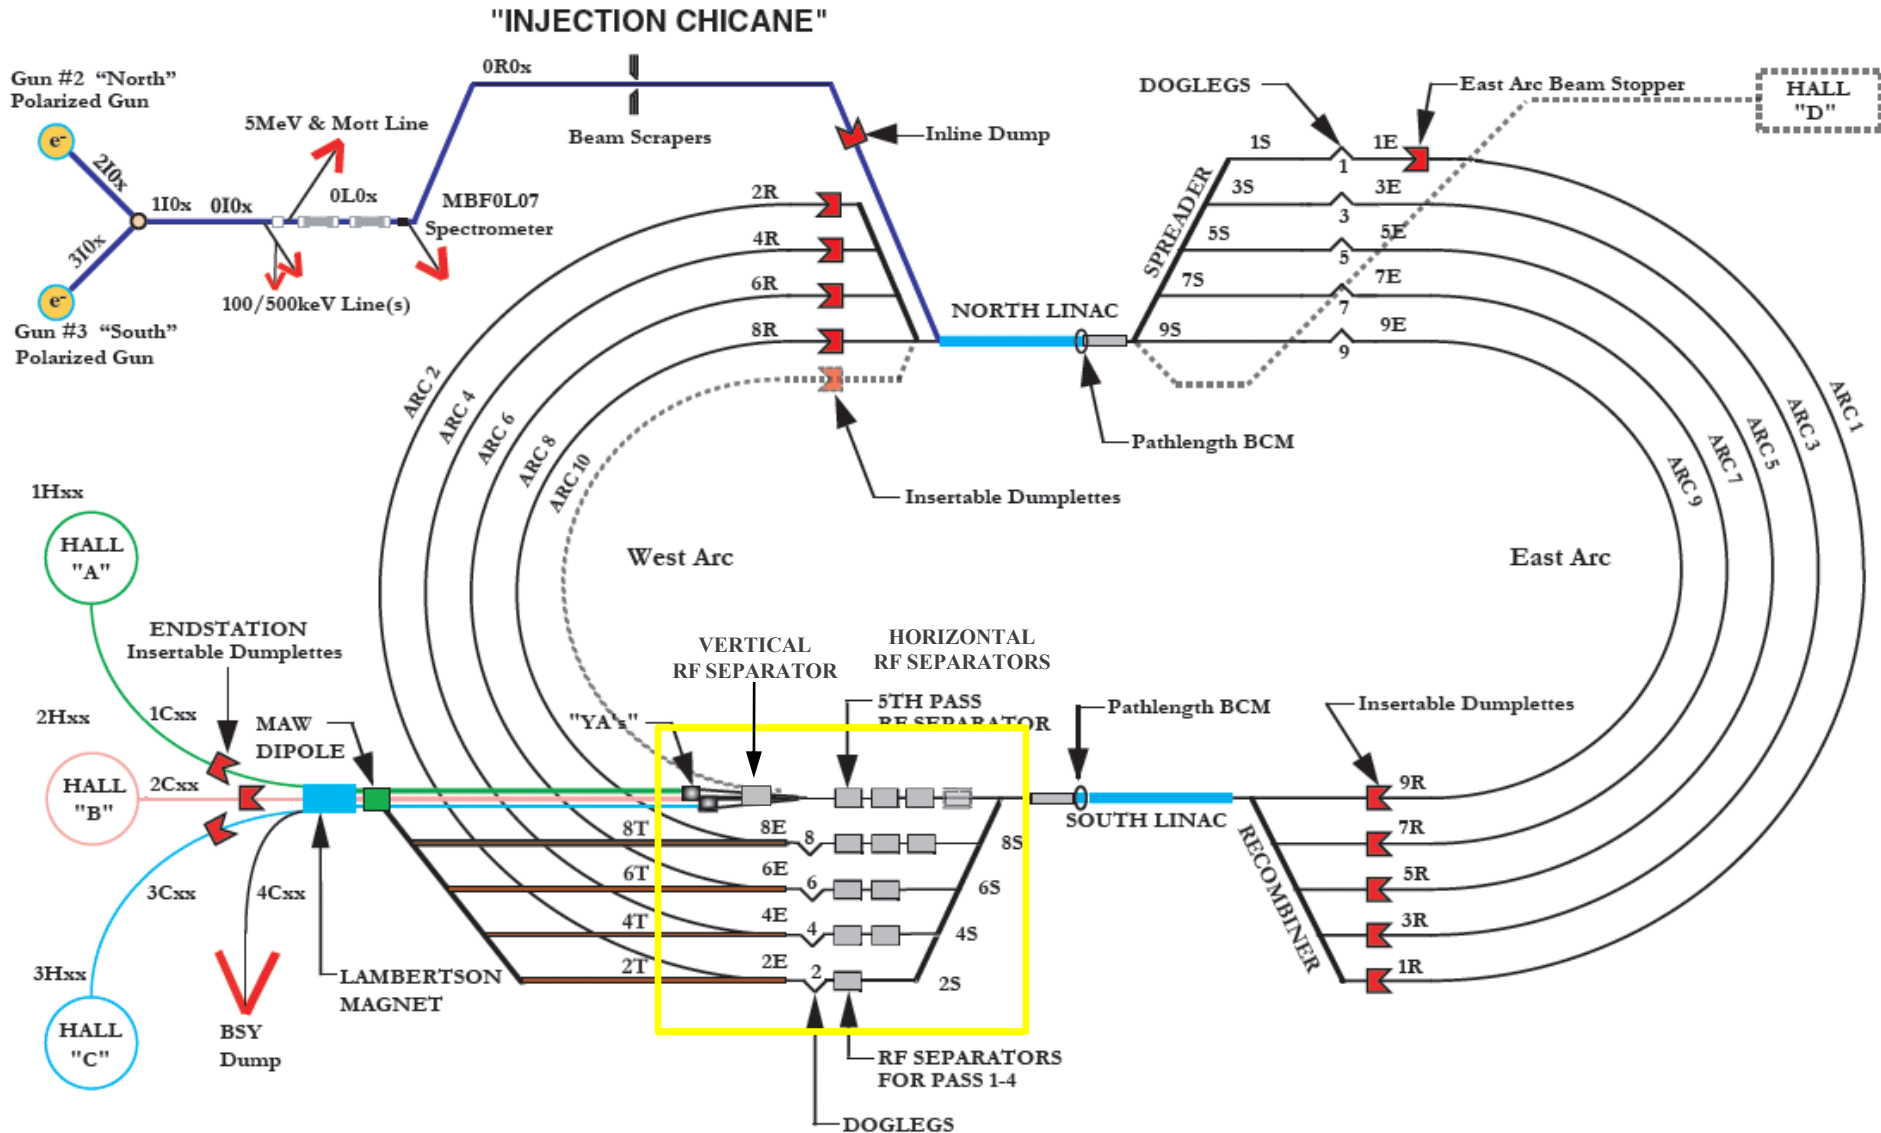 "INJECTION CHICANE"
Gun #2 “North”
Polarized Gun
e-
2I0x
1I0x
3I0x
e-
Gun #3 “South”
Polarized Gun
0I0x
5MeV & Mott Line
0L0x
100/500keV Line(s)
MBF0L07
Spectrometer
0R0x
Beam Scrapers
Inline Dump
2R
4R
6R
8R
ARC 2
ARC 4
ARC 6
ARC 8
ARC 10
Insertable Dumplettes
NORTH LINAC
Pathlength BCM
DOGLEGS
East Arc Beam Stopper
HALL
"D"
SPREADER
1S
1
1E
3S
3
3E
5S
5
5E
7S
7
7E
9S
9
9E
ARC 1
ARC 3
ARC 5
ARC 7
ARC 9
West Arc
East Arc
1Hxx
HALL
"A"
ENDSTATION
Insertable Dumplettes
1Cxx
2Hxx
HALL
"B"
2Cxx
MAW
DIPOLE
3Cxx
4Cxx
3Hxx
HALL
"C"
BSY
Dump
LAMBERTSON
MAGNET
VERTICAL
RF SEPARATOR
HORIZONTAL
RF SEPARATORS
"YA's"
5TH PASS
RF SEPARATOR
Pathlength BCM
SOUTH LINAC
Insertable Dumplettes
8T
8E
8
8S
6T
6E
6
6S
4T
4E
4
4S
2T
2E
2
2S
RECOMBINER
9R
7R
5R
3R
1R
RF SEPARATORS
FOR PASS 1-4
DOGLEGS